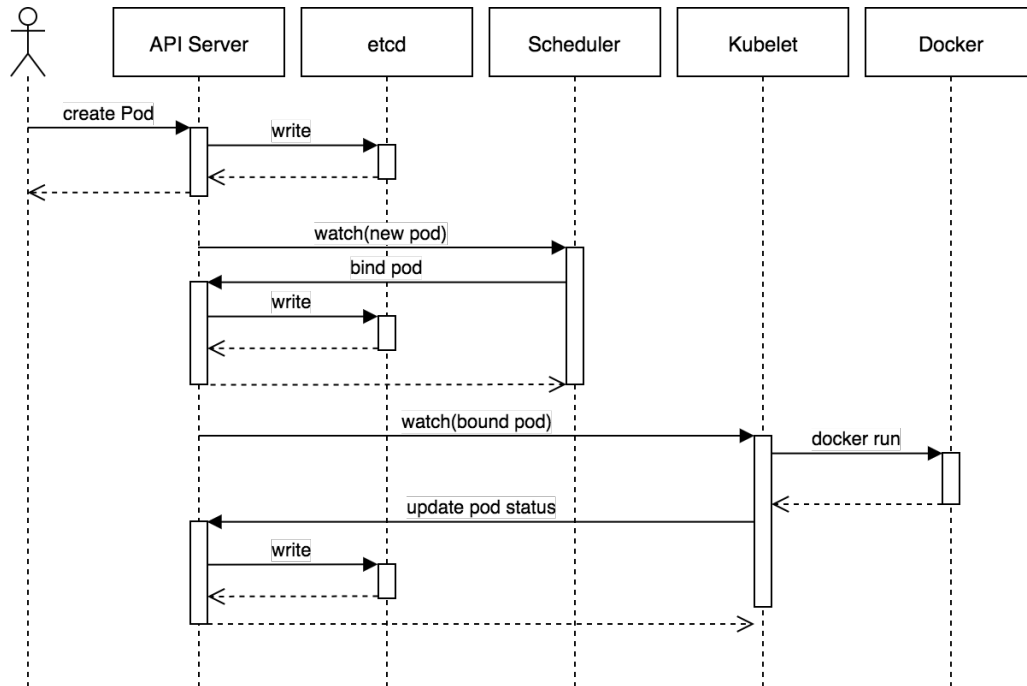 API Server
etcd
Scheduler
Kubelet
Docker
create Pod
write
watch(new pod)
bind pod
write
watch(bound pod)
docker run
update pod status
write